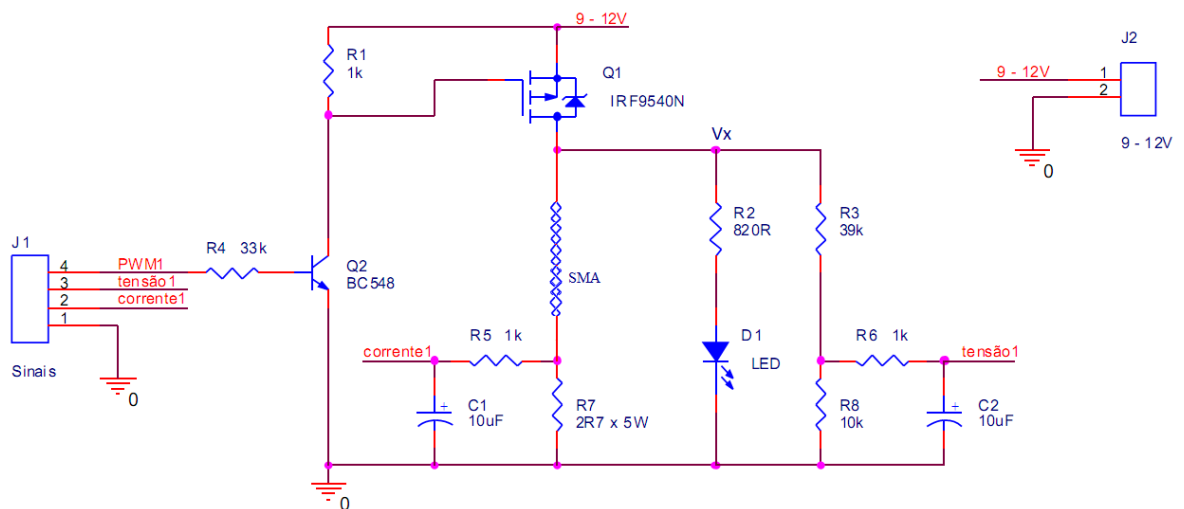 9 - 12V
R1
1k
Q1
IRF9540N
J2
9 - 12V
1
2
9 - 12V
0
Vx
R2
820R
R3
39k
J1
R4 33k
4
PWM1
3
tensão1
2
corrente1
1
Q2
BC548
SMA
Sinais
0
corrente1
R5 1k
D1
LED
R6 1k
tensão1
+
C1
10uF
R7
2R7 x 5W
R8
10k
+
C2
10uF
0